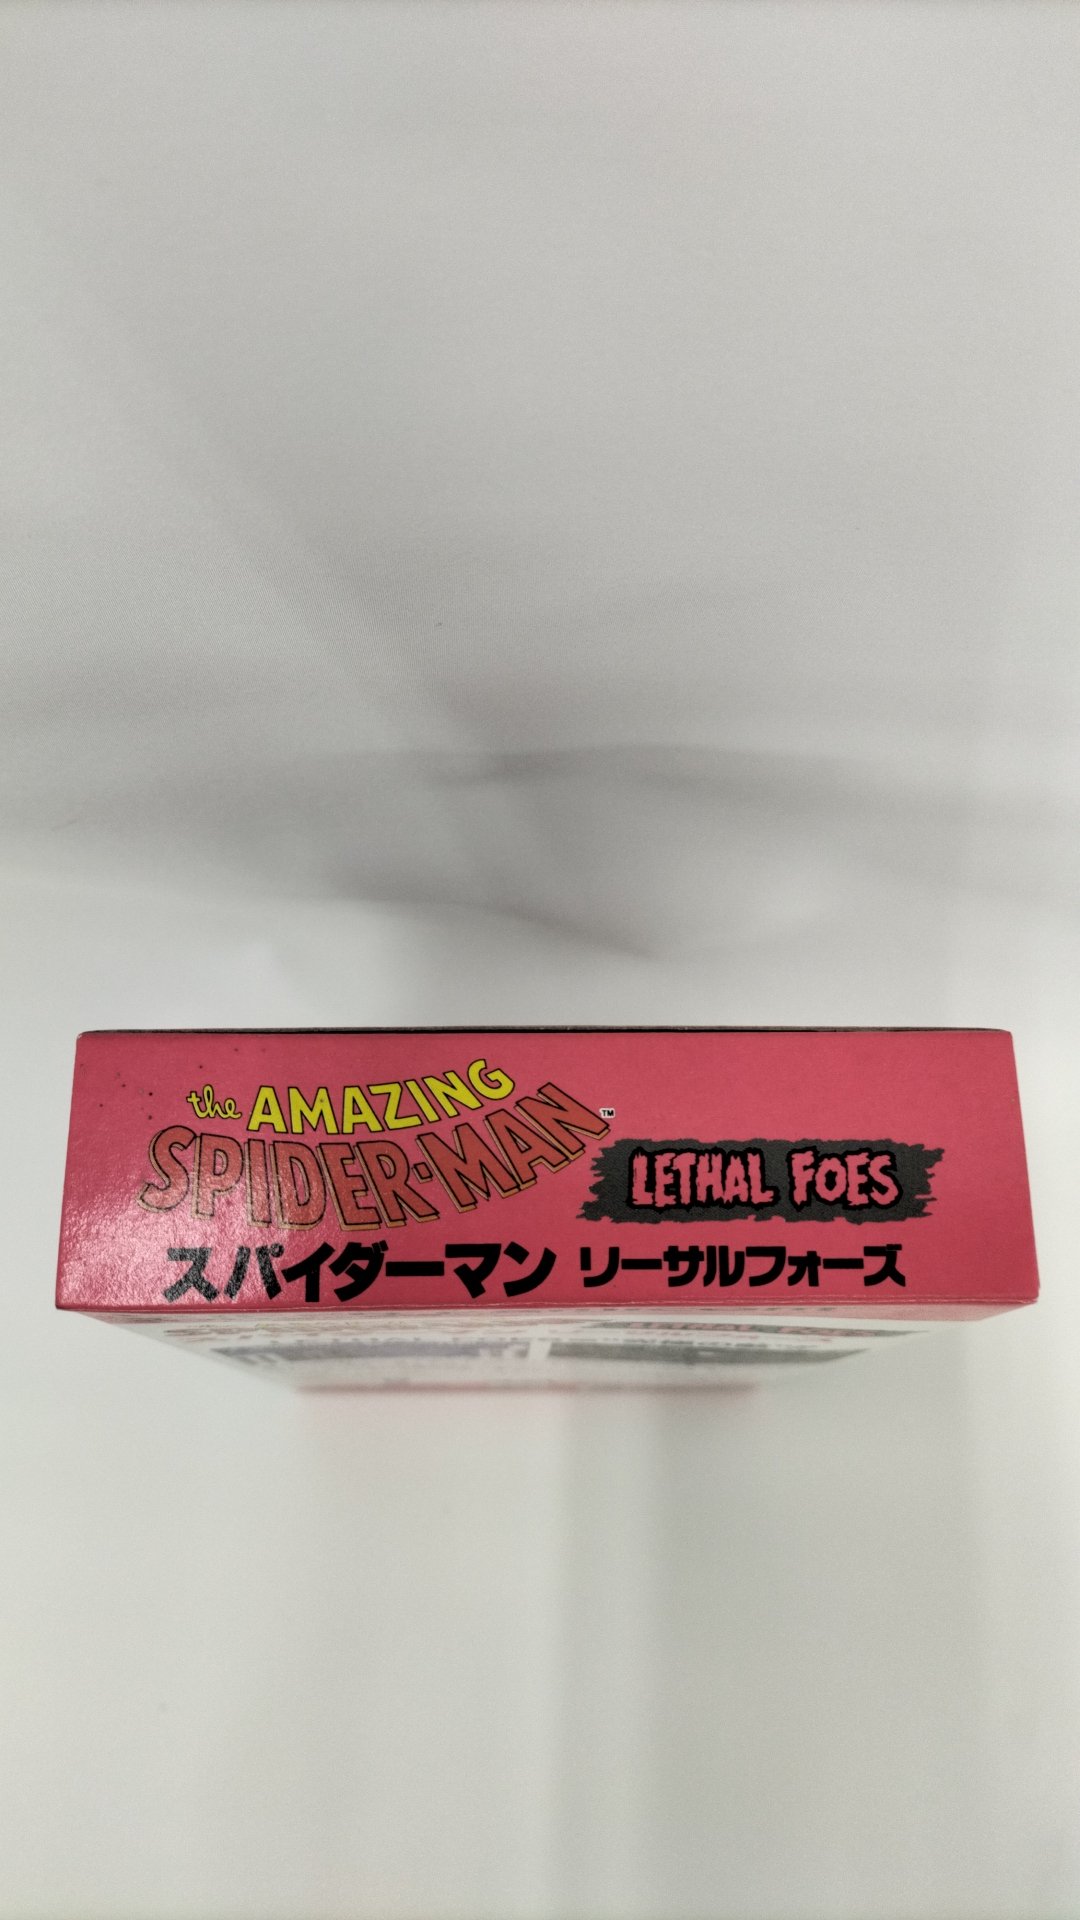 the AMAZING
SPIDER-MAN™
LETHAL FOES
スパイダーマン リーサルフォーズ